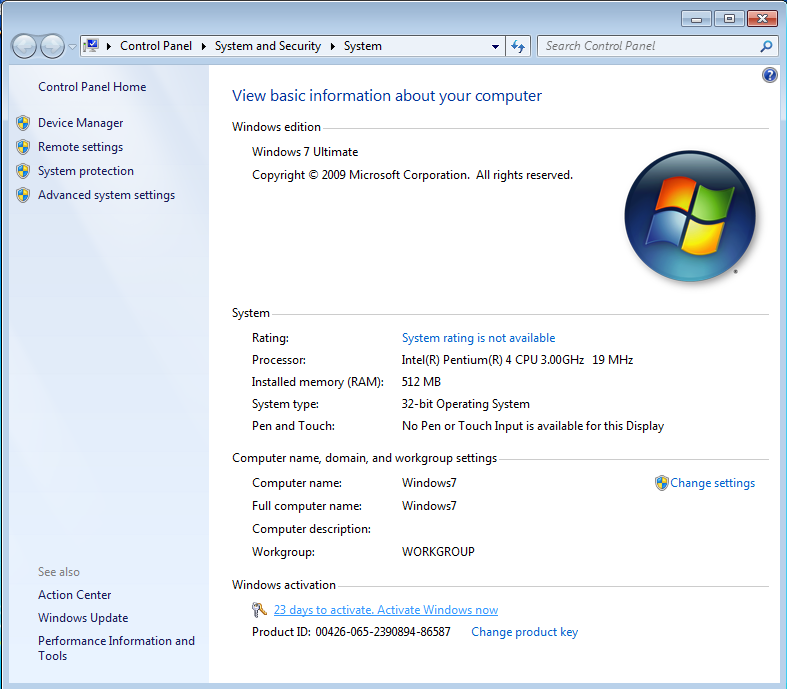 Control Panel System and Security System
Search Control Panel
Control Panel Home
Device Manager
Remote settings
System protection
Advanced system settings
See also
Action Center
Windows Update
Performance Information and
Tools
View basic information about your computer
Windows edition
Windows 7 Ultimate
Copyright © 2009 Microsoft Corporation. All rights reserved.
System
Rating: System rating is not available
Processor: Intel(R) Pentium(R) 4 CPU 3.00GHz 19 MHz
Installed memory (RAM): 512 MB
System type: 32-bit Operating System
Pen and Touch: No Pen or Touch Input is available for this Display
Computer name, domain, and workgroup settings
Computer name: Windows7 Change settings
Full computer name: Windows7
Computer description:
Workgroup: WORKGROUP
Windows activation
23 days to activate. Activate Windows now
Product ID: 00426-065-2390894-86587 Change product key